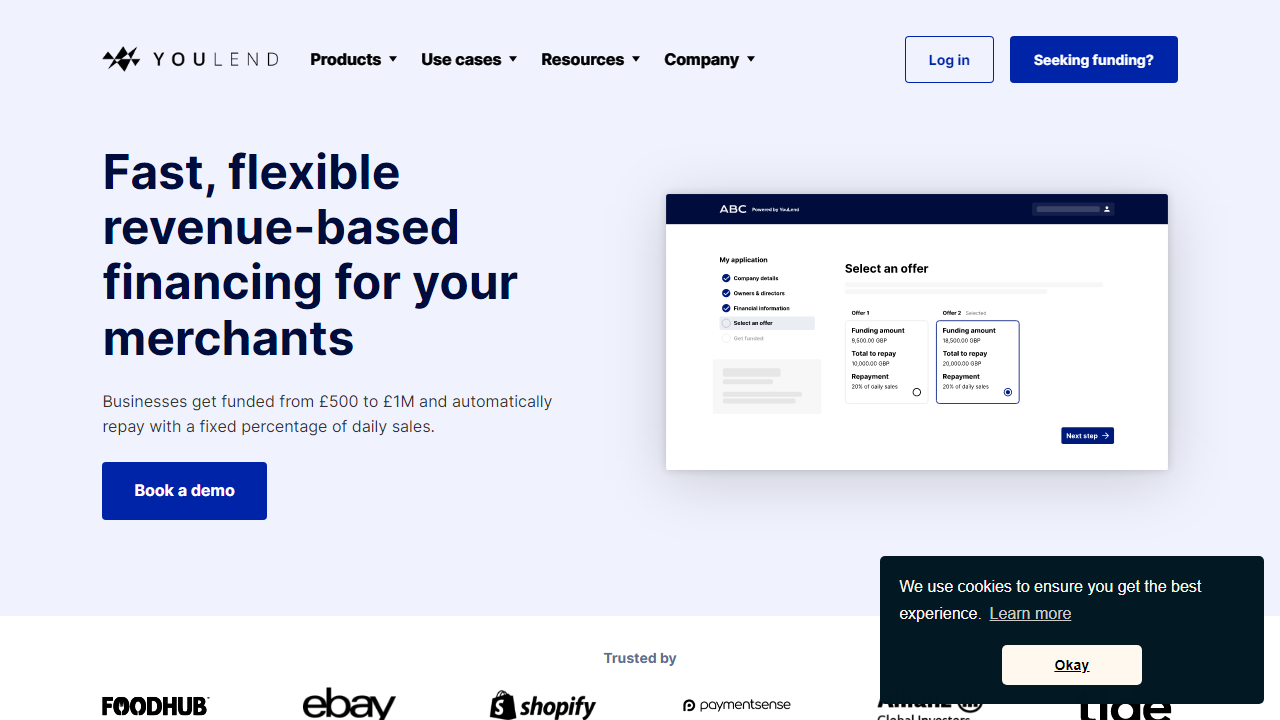 YOULEND
Products
Use cases
Resources
Company
Log in
Seeking funding?
Fast, flexible
revenue-based
financing for your
merchants
Businesses get funded from £500 to £1M and automatically
repay with a fixed percentage of daily sales.
Book a demo
ABC Powered by YouLend
My application
Company details
Owners & directors
Financial information
Select an offer
Get funded
Select an offer
Offer 1
Funding amount
9,500.00 GBP
Total to repay
10,000.00 GBP
Repayment
20% of daily sales
Offer 2 Selected
Funding amount
18,500.00 GBP
Total to repay
20,000.00 GBP
Repayment
20% of daily sales
Next step
We use cookies to ensure you get the best
experience. Learn more
Okay
Trusted by
FOODHUB
ebay
shopify
paymentsense
Allianz
Global Investors
tide